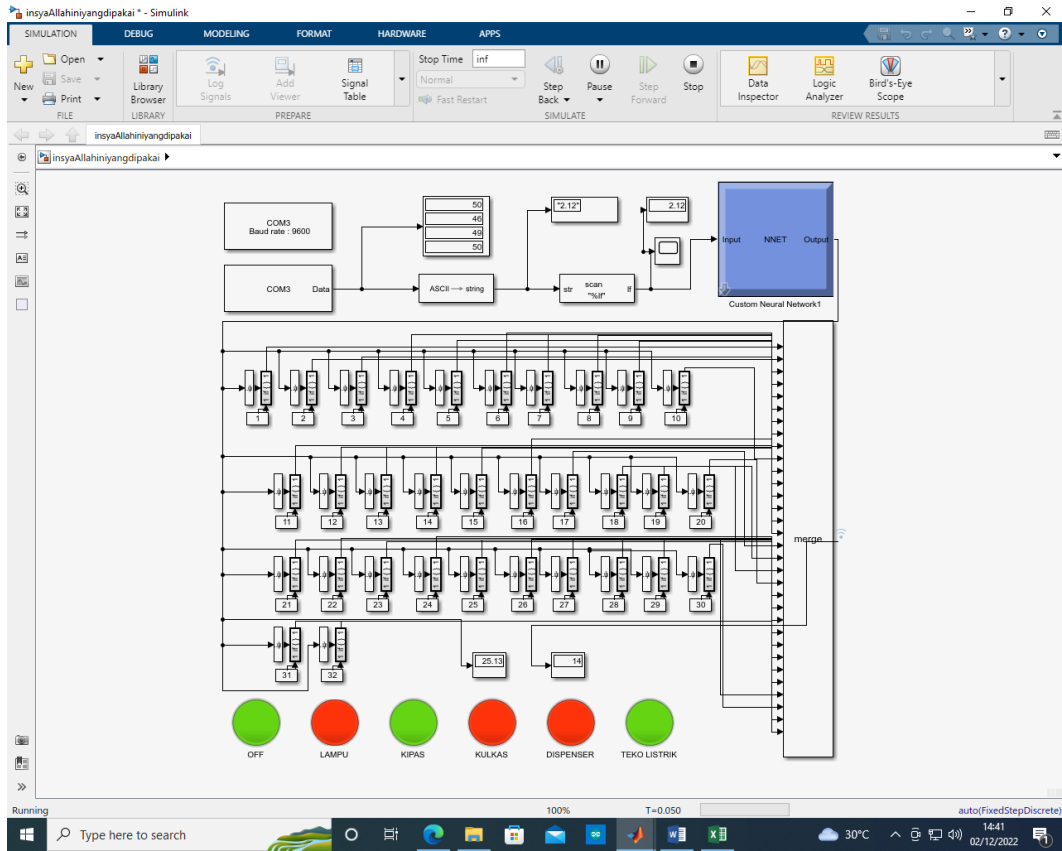 insyaAllahiniyangdipakai * - Simulink
SIMULATION DEBUG MODELING FORMAT HARDWARE APPS
New
Open
Save
Print
FILE
Library Browser
LIBRARY
Log Signals
Add Viewer
Signal Table
PREPARE
Stop Time inf
Normal
Fast Restart
Step Back
Pause
Step Forward
Stop
SIMULATE
Data Inspector
Logic Analyzer
Bird's-Eye Scope
REVIEW RESULTS
insyaAllahiniyangdipakai
insyaAllahiniyangdipakai
COM3
Baud rate : 9600
50
46
49
50
"2.12"
2.12
COM3 Data
ASCII → string
str scan "%lf" lf
Input NNET Output
Custom Neural Network1
1 2 3 4 5 6 7 8 9 10
11 12 13 14 15 16 17 18 19 20
merge
21 22 23 24 25 26 27 28 29 30
31 32
25.13
14
OFF LAMPU KIPAS KULKAS DISPENSER TEKO LISTRIK
Running 100% T=0.050 auto(FixedStepDiscrete)
Type here to search
30°C
14:41
02/12/2022